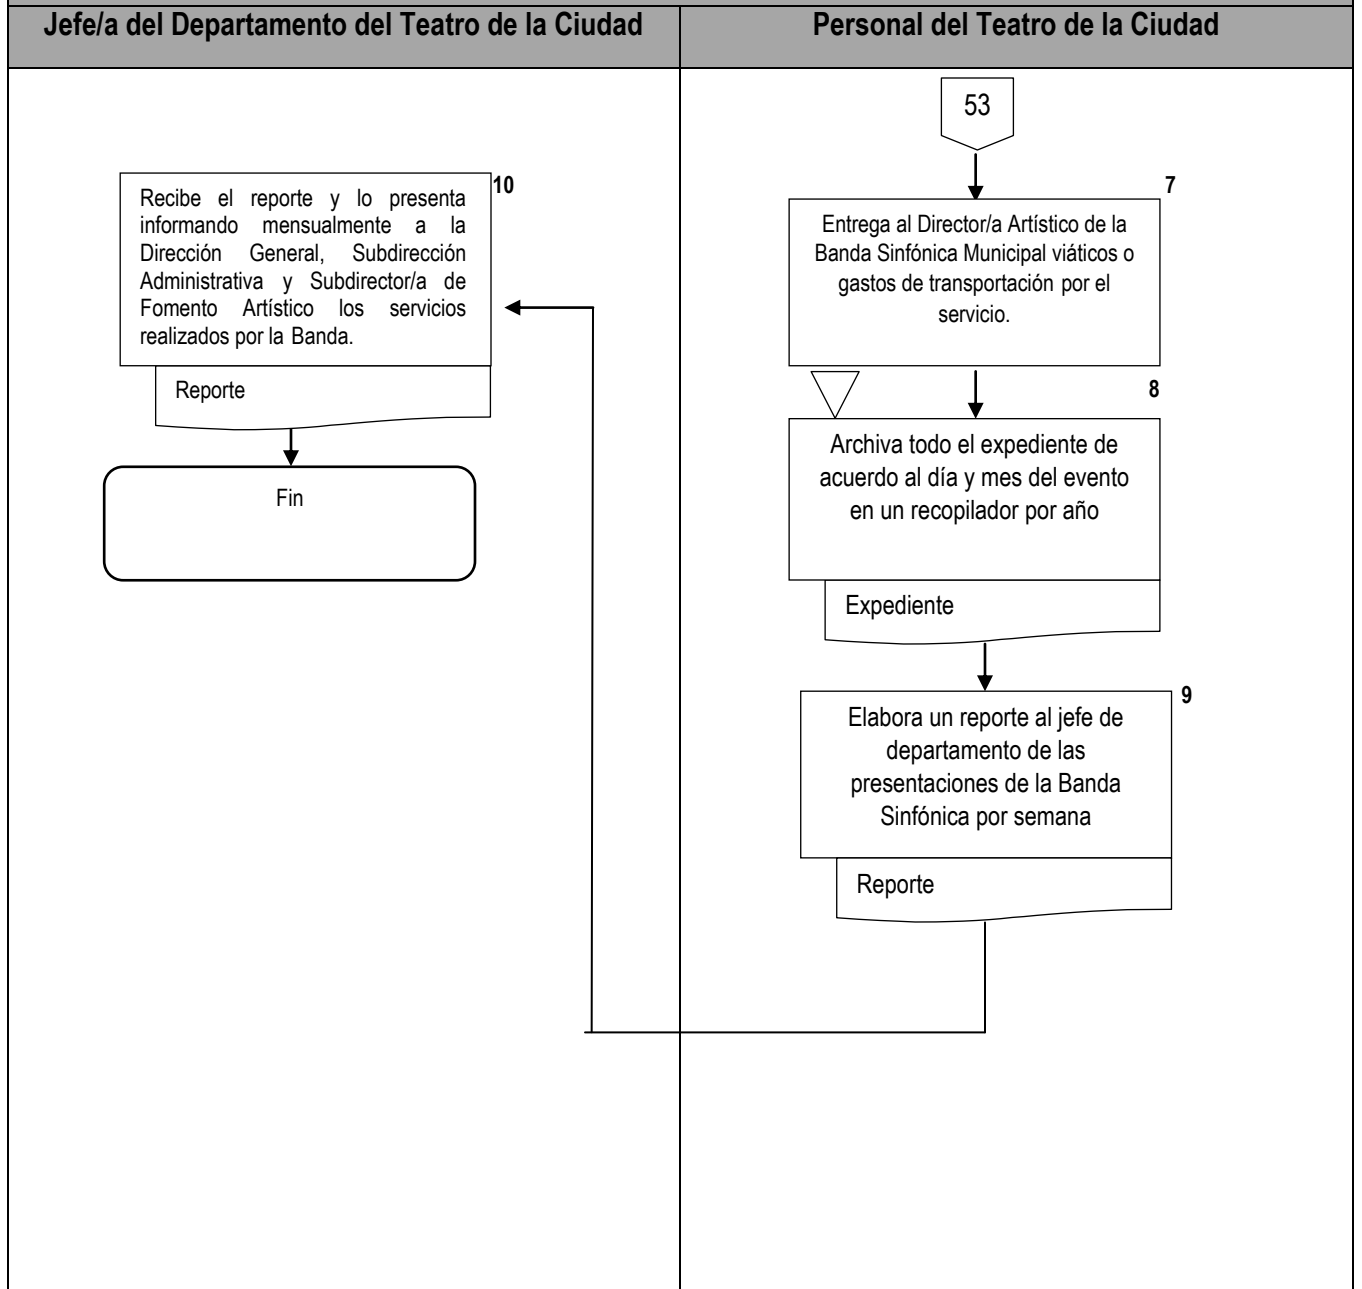 Jefe/a del Departamento del Teatro de la Ciudad
Personal del Teatro de la Ciudad
53
7
Entrega al Director/a Artístico de la
Banda Sinfónica Municipal viáticos o
gastos de transportación por el
servicio.
8
Archiva todo el expediente de
acuerdo al día y mes del evento
en un recopilador por año
Expediente
9
Elabora un reporte al jefe de
departamento de las
presentaciones de la Banda
Sinfónica por semana
Reporte
10
Recibe el reporte y lo presenta
informando mensualmente a la
Dirección General, Subdirección
Administrativa y Subdirector/a de
Fomento Artístico los servicios
realizados por la Banda.
Reporte
Fin